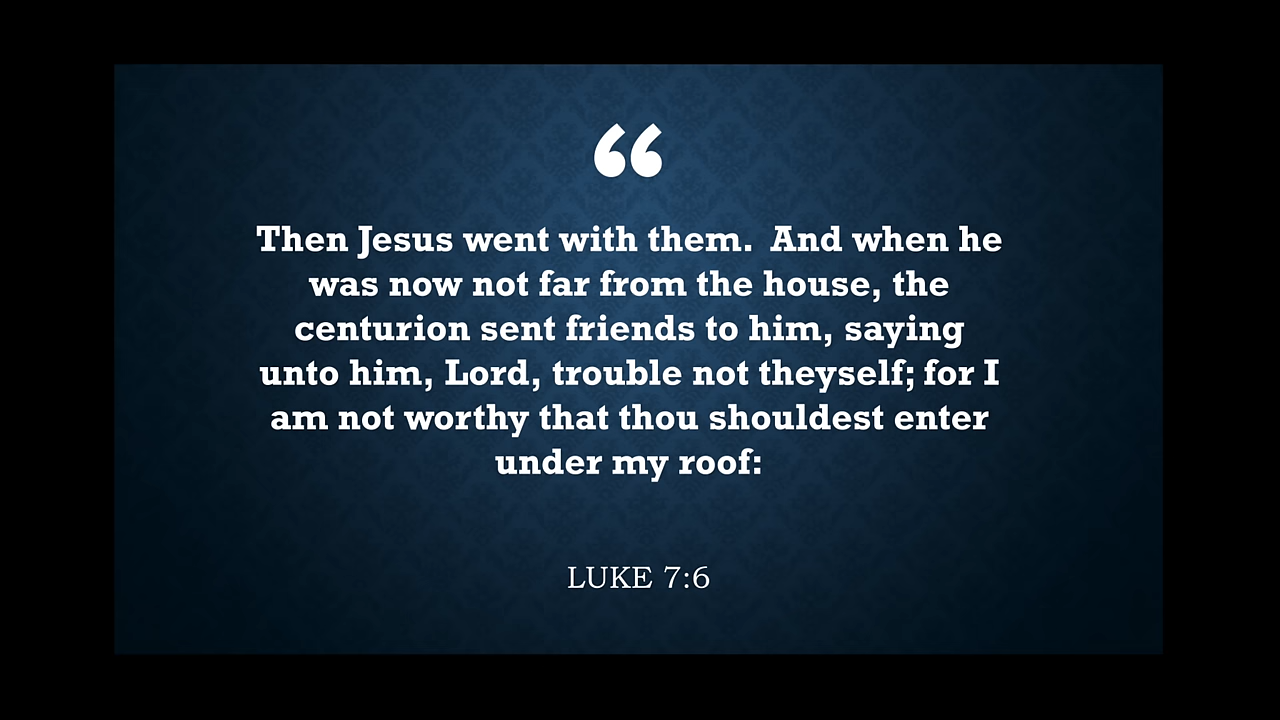 “
Then Jesus went with them.  And when he
was now not far from the house, the
centurion sent friends to him, saying
unto him, Lord, trouble not theyself; for I
am not worthy that thou shouldest enter
under my roof:
LUKE 7:6